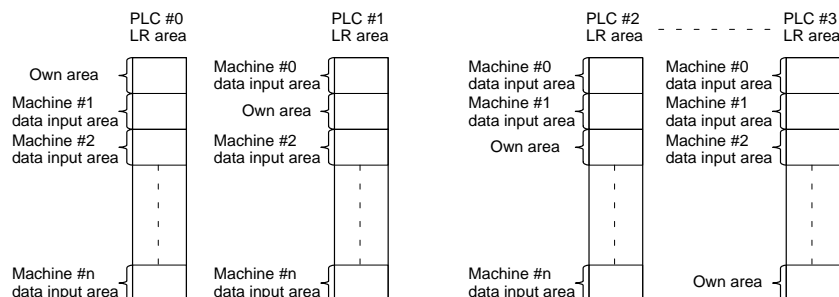 PLC #0
LR area
Own area
Machine #1
data input area
Machine #2
data input area
Machine #n
data input area
PLC #1
LR area
Machine #0
data input area
Own area
Machine #2
data input area
Machine #n
data input area
PLC #2
LR area
Machine #0
data input area
Machine #1
data input area
Own area
Machine #n
data input area
PLC #3
LR area
Machine #0
data input area
Machine #1
data input area
Machine #2
data input area
Own area